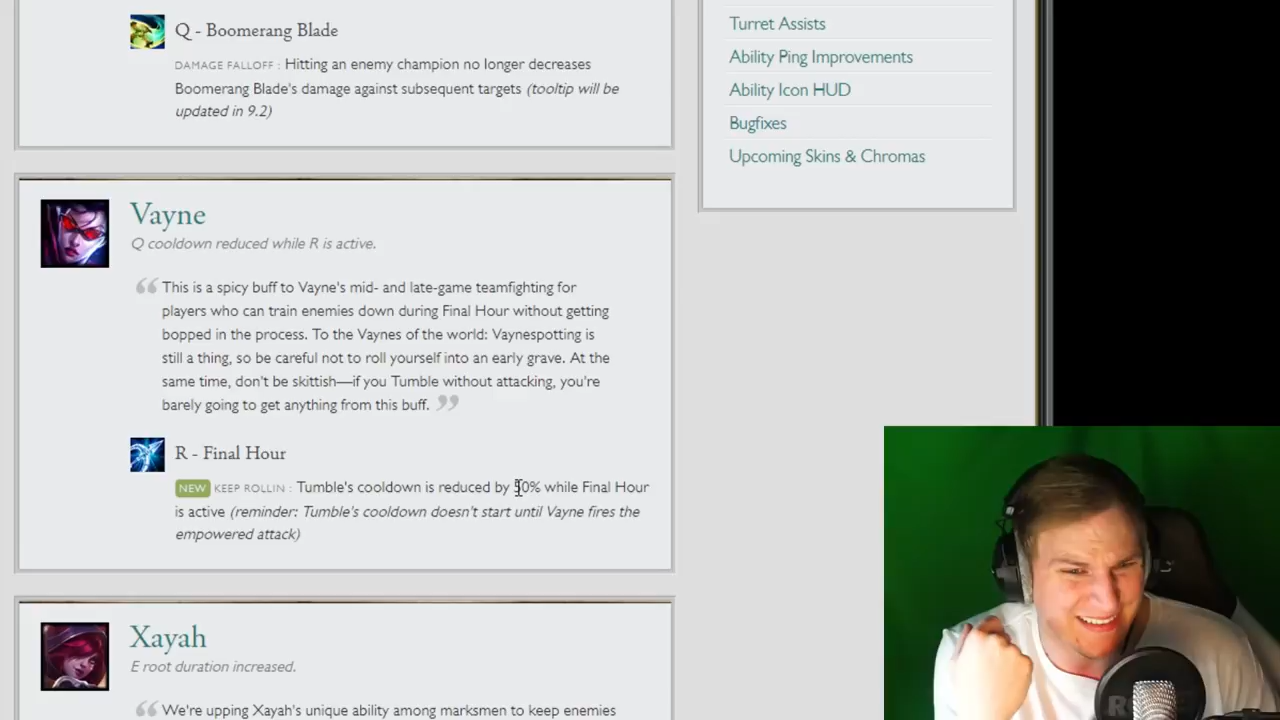 Q - Boomerang Blade
DAMAGE FALLOFF : Hitting an enemy champion no longer decreases
Boomerang Blade's damage against subsequent targets (tooltip will be
updated in 9.2)
Vayne
Q cooldown reduced while R is active.
“ This is a spicy buff to Vayne's mid- and late-game teamfighting for
players who can train enemies down during Final Hour without getting
bopped in the process. To the Vaynes of the world: Vaynespotting is
still a thing, so be careful not to roll yourself into an early grave. At the
same time, don't be skittish—if you Tumble without attacking, you're
barely going to get anything from this buff. ”
R - Final Hour
NEW KEEP ROLLIN : Tumble's cooldown is reduced by while Final Hour
is active (reminder: Tumble's cooldown doesn't start until Vayne fires the
empowered attack)
Xayah
E root duration increased.
“ We're upping Xayah's unique ability among marksmen to keep enemies
Turret Assists
Ability Ping Improvements
Ability Icon HUD
Bugfixes
Upcoming Skins & Chromas